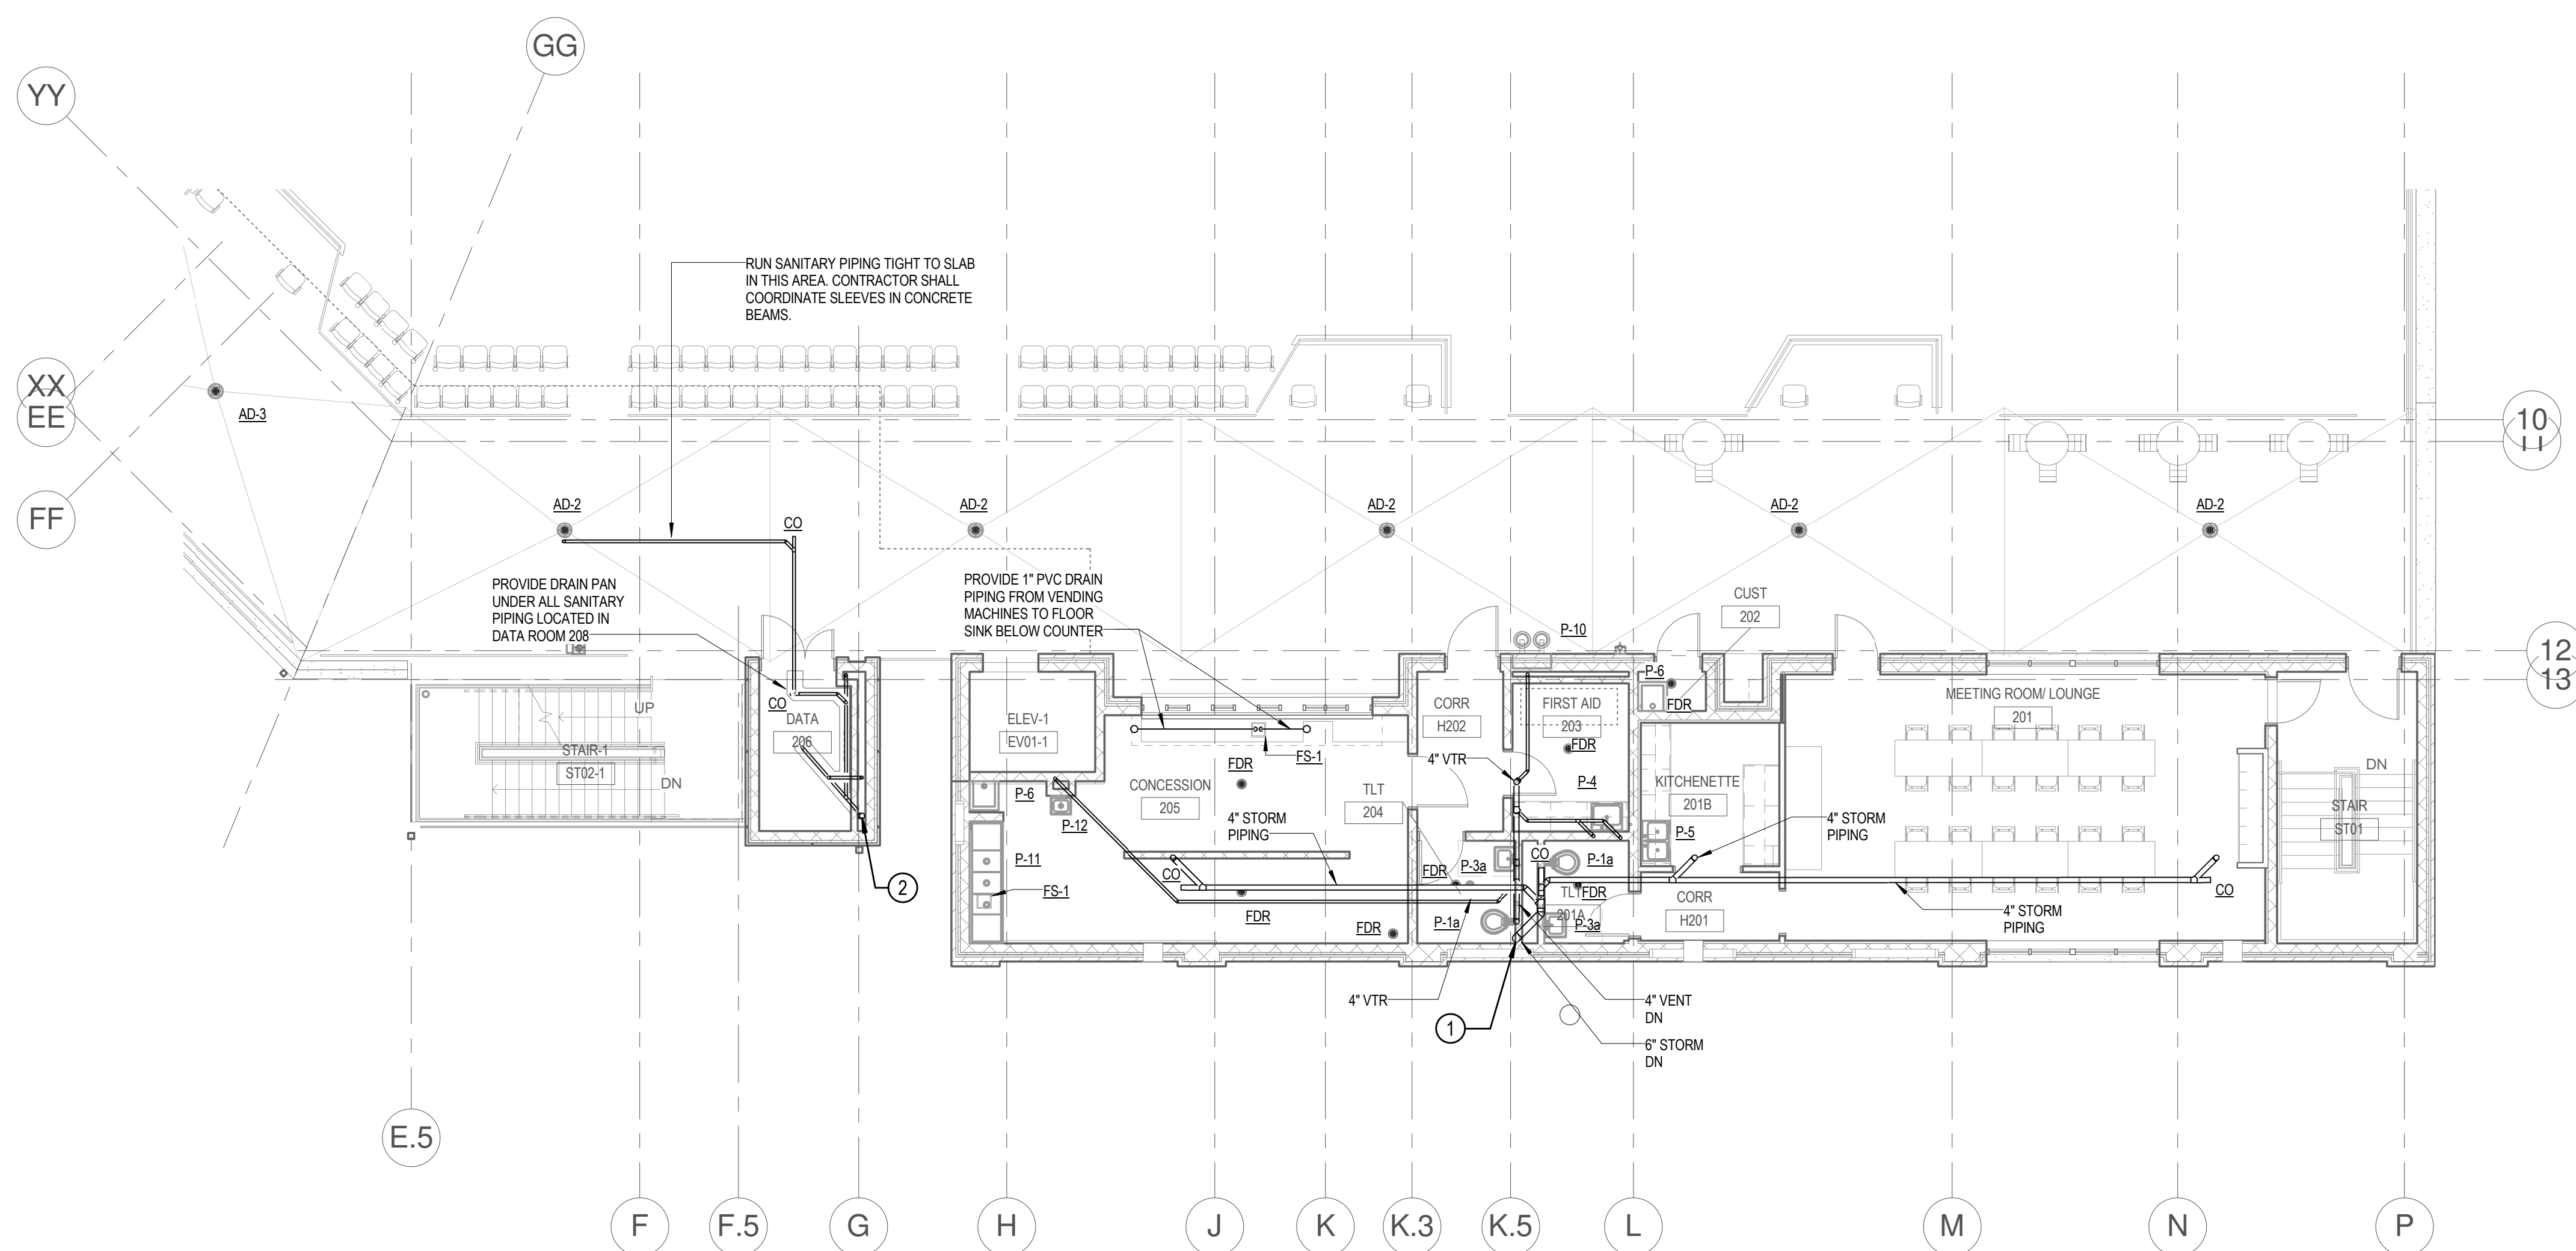 GG
YY
RUN SANITARY PIPING TIGHT TO SLAB
IN THIS AREA. CONTRACTOR SHALL
COORDINATE SLEEVES IN CONCRETE
BEAMS.
XX
EE
FF
10
11
12
13
AD-3
AD-2
AD-2
AD-2
AD-2
AD-2
CO
PROVIDE DRAIN PAN
UNDER ALL SANITARY
PIPING LOCATED IN
DATA ROOM 208
PROVIDE 1" PVC DRAIN
PIPING FROM VENDING
MACHINES TO FLOOR
SINK BELOW COUNTER
P-10
CUST
202
P-6
FDR
UP
STAIR-1
ST02-1
DN
CO
DATA
206
ELEV-1
EV01-1
CORR
H202
FIRST AID
203
FDR
MEETING ROOM/ LOUNGE
201
FS-1
4" VTR
FDR
CONCESSION
205
TLT
204
P-4
KITCHENETTE
201B
P-5
4" STORM
PIPING
DN
STAIR
ST01
P-6
P-12
P-11
FS-1
4" STORM
PIPING
CO
FDR
FDR
FDR
P-3a
CO
P-1a
FDR
TLT
201A
P-3a
P-1a
CORR
H201
4" STORM
PIPING
CO
2
4" VTR
1
4" VENT
DN
6" STORM
DN
E.5
F
F.5
G
H
J
K
K.3
K.5
L
M
N
P